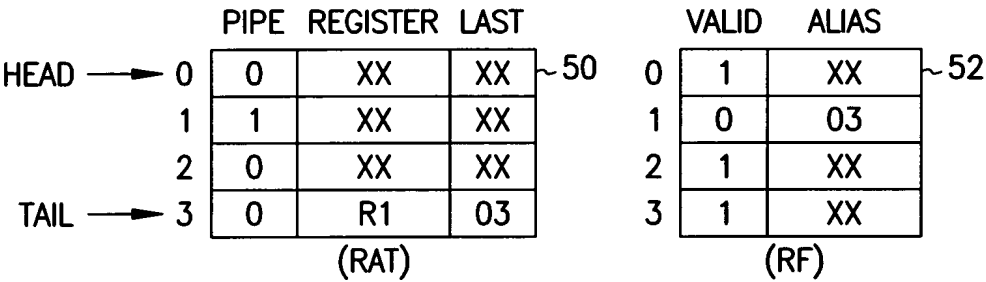 PIPE REGISTER LAST VALID ALIAS
HEAD 0 0 XX XX 50 0 1 XX 52
1 1 XX XX 1 0 03
2 0 XX XX 2 1 XX
TAIL 3 0 R1 03 3 1 XX
(RAT) (RF)